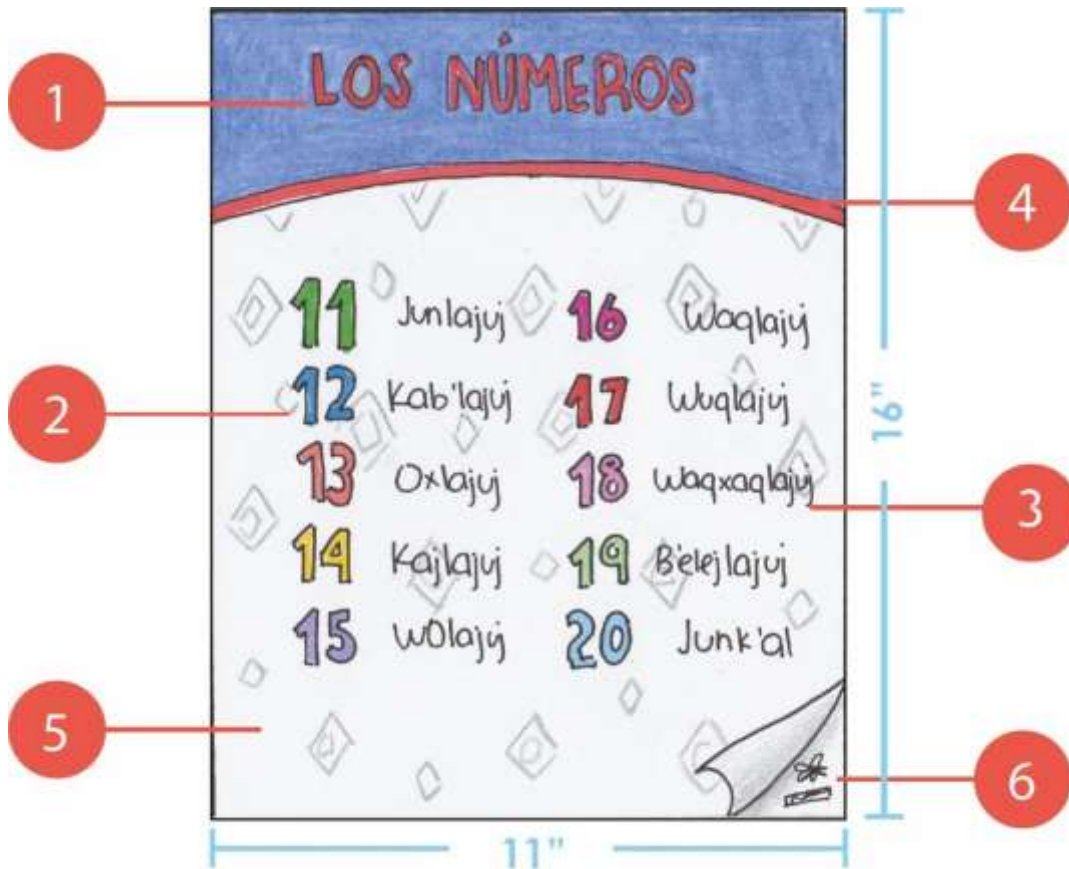 LOS NÚMEROS
11 Junlajuj 16 Waqlajuj
12 Kab'lajuj 17 Wuqlajuj
13 Oxlajuj 18 Waqxaqlajuj
14 Kajlajuj 19 B'elejlajuj
15 WOlajuj 20 Junk'al
1
2
3
4
5
6
16"
11"